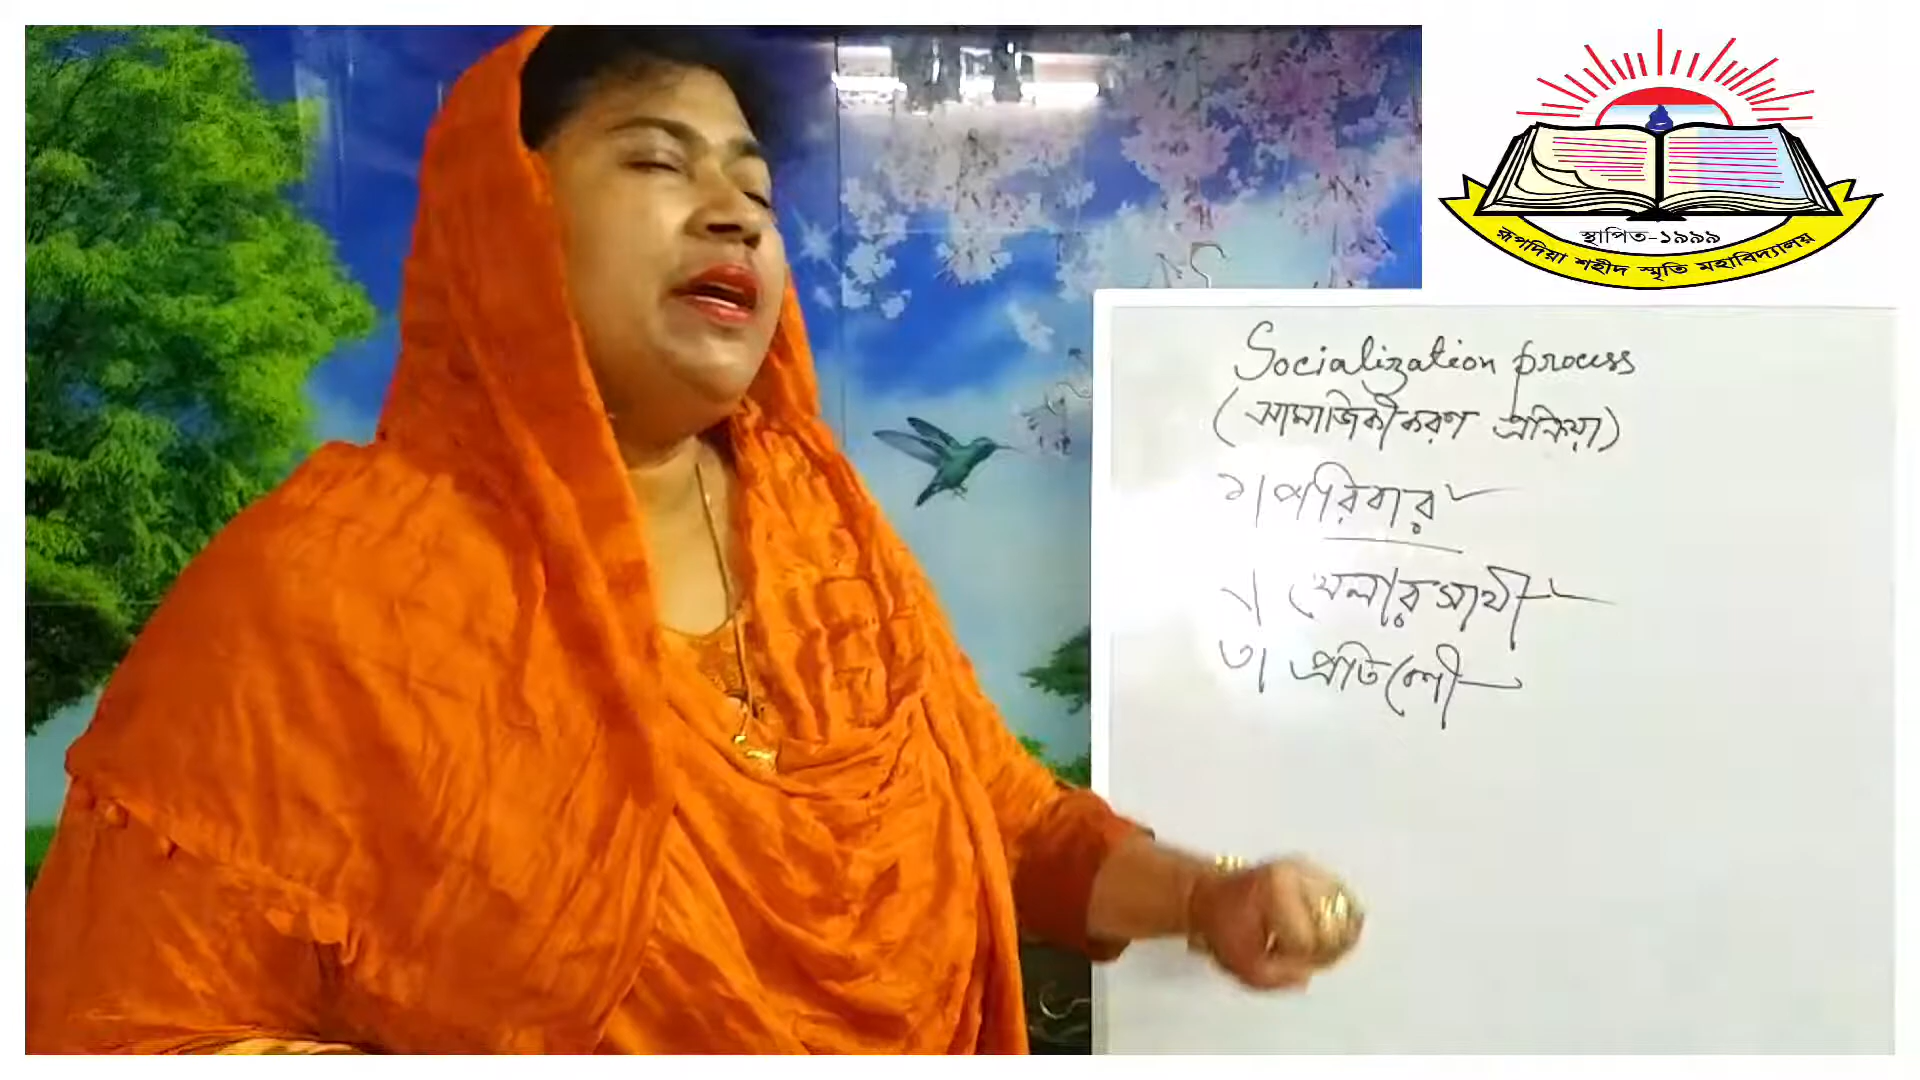 স্থাপিত-১৯৯৯
রূপদিয়া শহীদ স্মৃতি মহাবিদ্যালয়
Socialization process
(সামাজিকীকরণ প্রক্রিয়া)
১। পরিবার
২। খেলার সাথী
৩। প্রতিবেশী